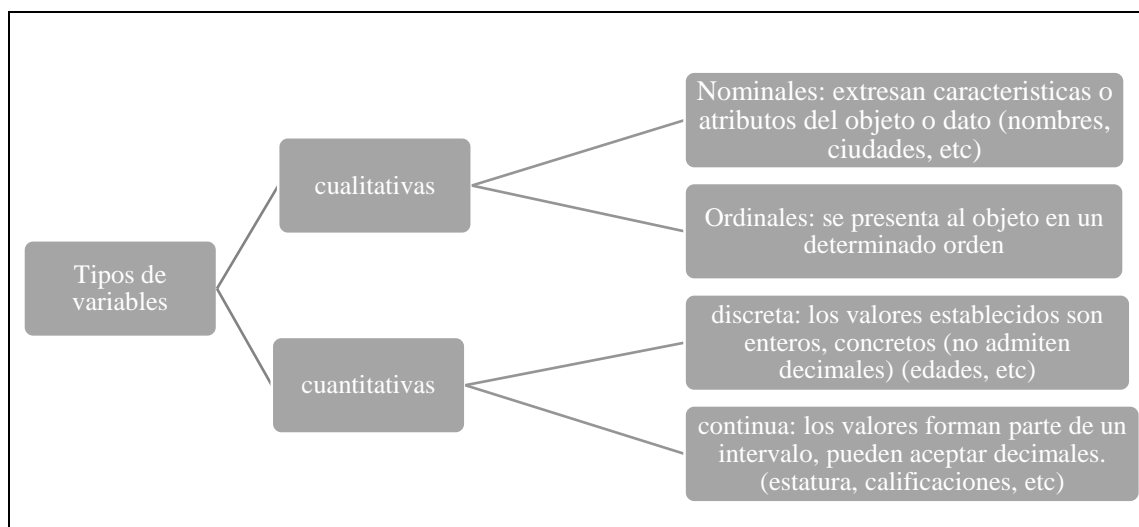 Tipos de
variables
cualitativas
Nominales: extresan caracteristicas o
atributos del objeto o dato (nombres,
ciudades, etc)
Ordinales: se presenta al objeto en un
determinado orden
cuantitativas
discreta: los valores establecidos son
enteros, concretos (no admiten
decimales) (edades, etc)
continua: los valores forman parte de un
intervalo, pueden aceptar decimales.
(estatura, calificaciones, etc)